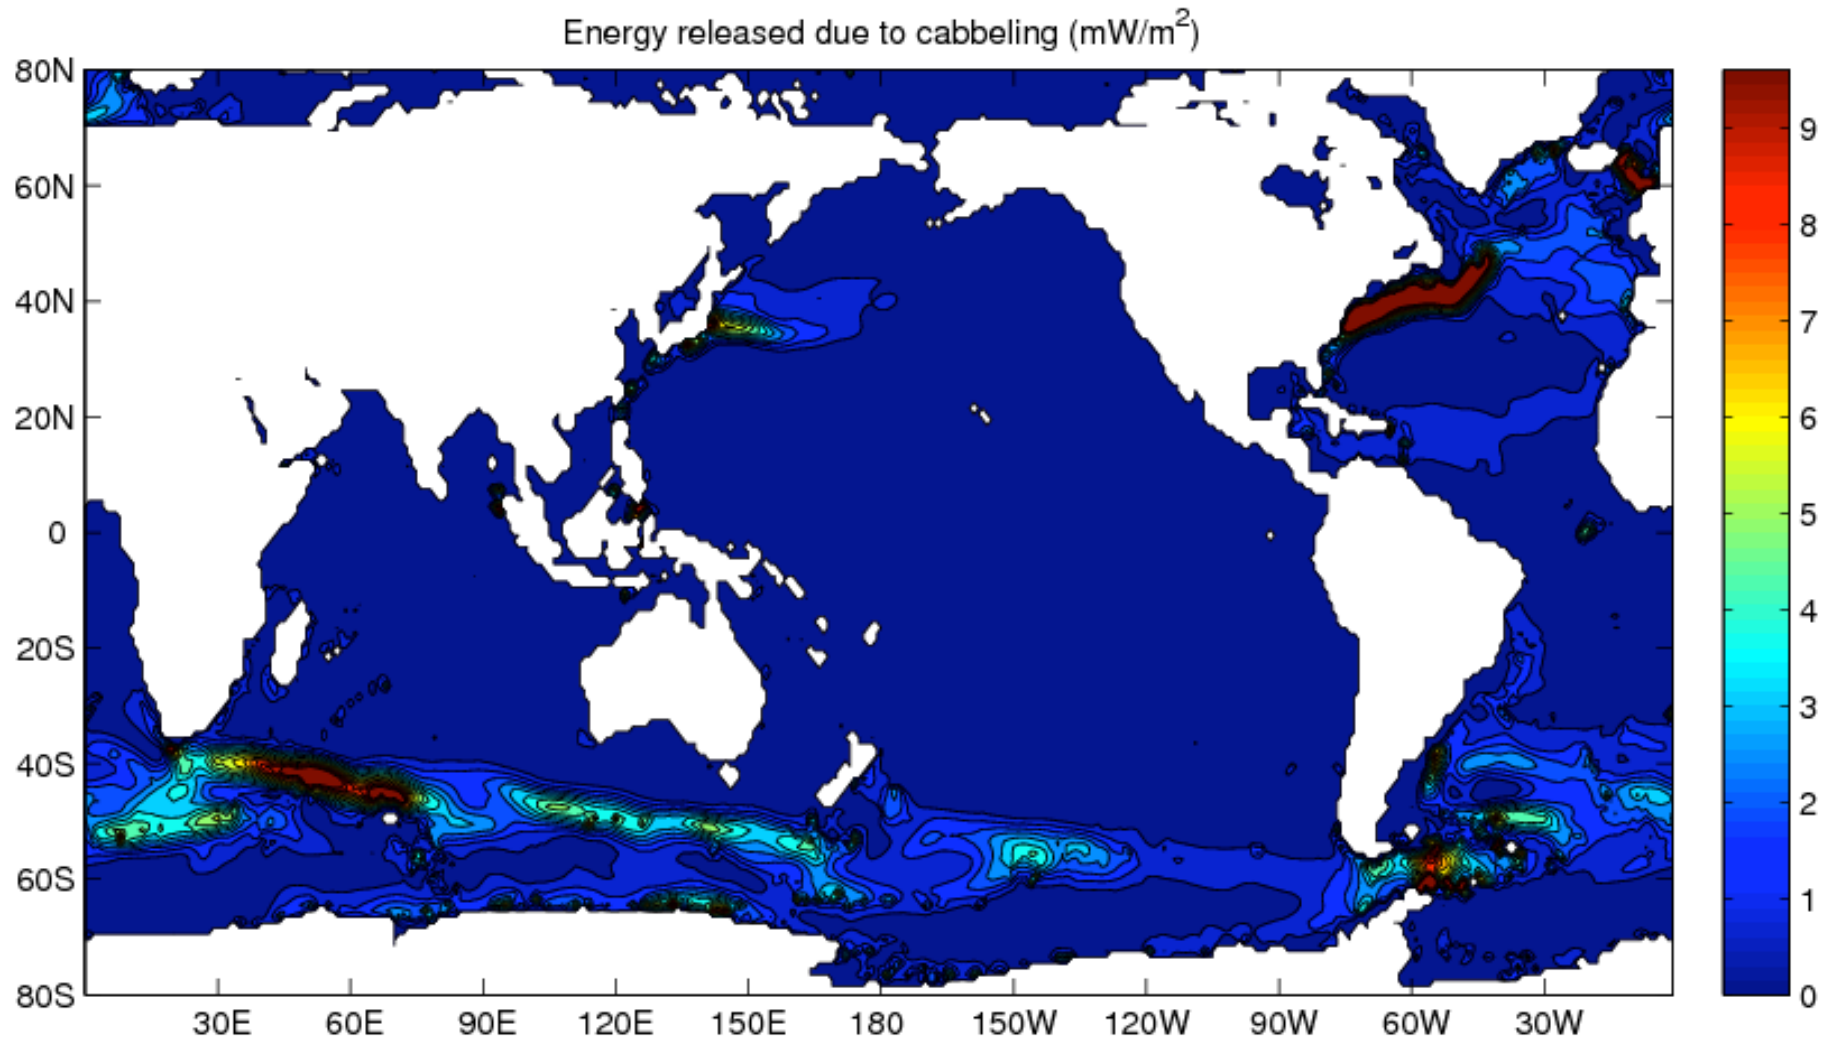 Energy released due to cabbeling (mW/m²)
80N
60N
40N
20N
0
20S
40S
60S
80S
30E 60E 90E 120E 150E 180 150W 120W 90W 60W 30W
9
8
7
6
5
4
3
2
1
0